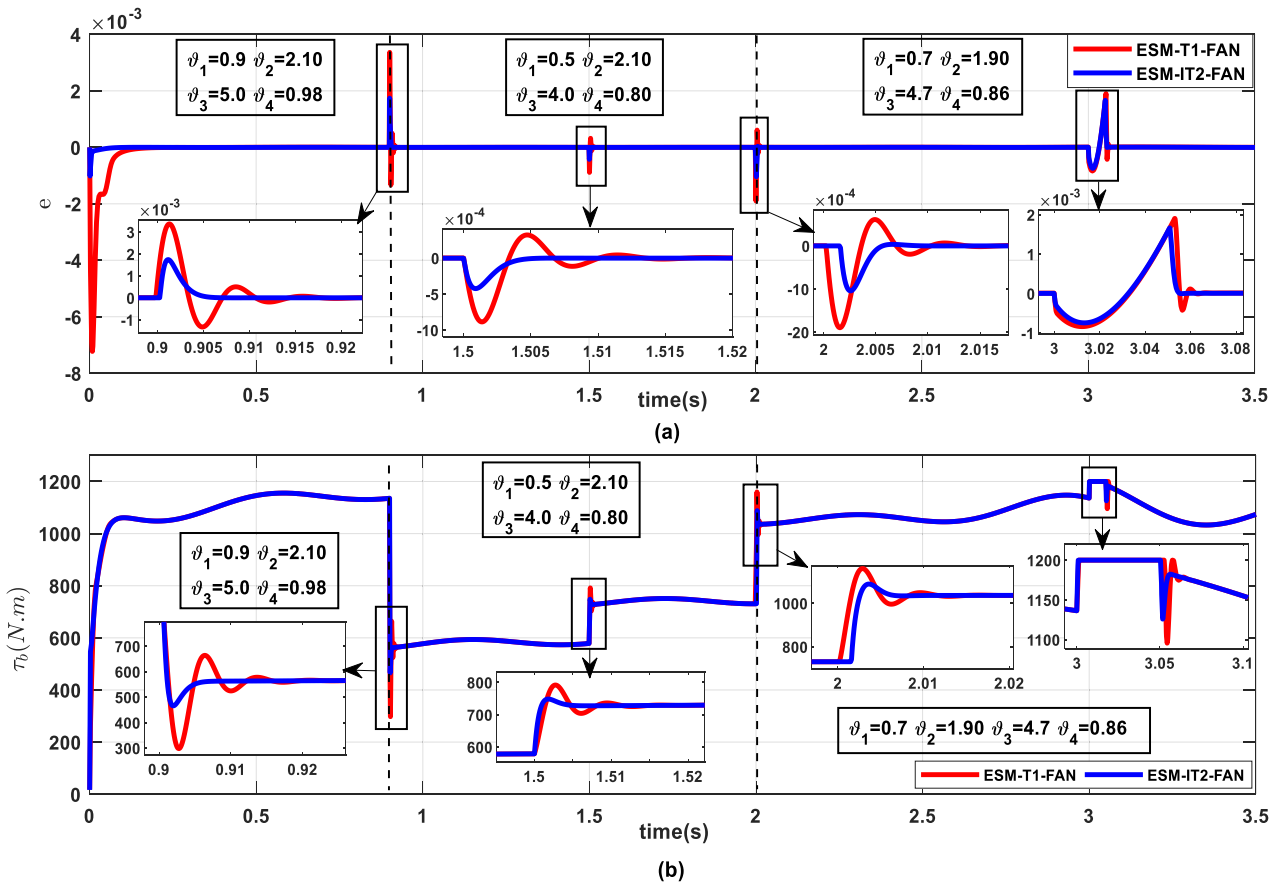 ×10⁻³
4
2
0
-2
-4
-6
-8
e
ϑ₁=0.9 ϑ₂=2.10
ϑ₃=5.0 ϑ₄=0.98
ϑ₁=0.5 ϑ₂=2.10
ϑ₃=4.0 ϑ₄=0.80
ϑ₁=0.7 ϑ₂=1.90
ϑ₃=4.7 ϑ₄=0.86
ESM-T1-FAN
ESM-IT2-FAN
×10⁻³
3
2
1
0
-1
0.9 0.905 0.91 0.915 0.92
×10⁻⁴
5
0
-5
-10
1.5 1.505 1.51 1.515 1.52
×10⁻⁴
0
-10
-20
2 2.005 2.01 2.015
×10⁻³
2
1
0
-1
3 3.02 3.04 3.06 3.08
0 0.5 1 1.5 2 2.5 3 3.5
time(s)
(a)
1200
1000
800
600
400
200
0
τ_b(N.m)
ϑ₁=0.9 ϑ₂=2.10
ϑ₃=5.0 ϑ₄=0.98
ϑ₁=0.5 ϑ₂=2.10
ϑ₃=4.0 ϑ₄=0.80
700
600
500
400
300
0.9 0.91 0.92
800
700
600
1.5 1.51 1.52
1000
800
2 2.01 2.02
1200
1150
1100
3 3.05 3.1
ϑ₁=0.7 ϑ₂=1.90 ϑ₃=4.7 ϑ₄=0.86
ESM-T1-FAN ESM-IT2-FAN
0 0.5 1 1.5 2 2.5 3 3.5
time(s)
(b)